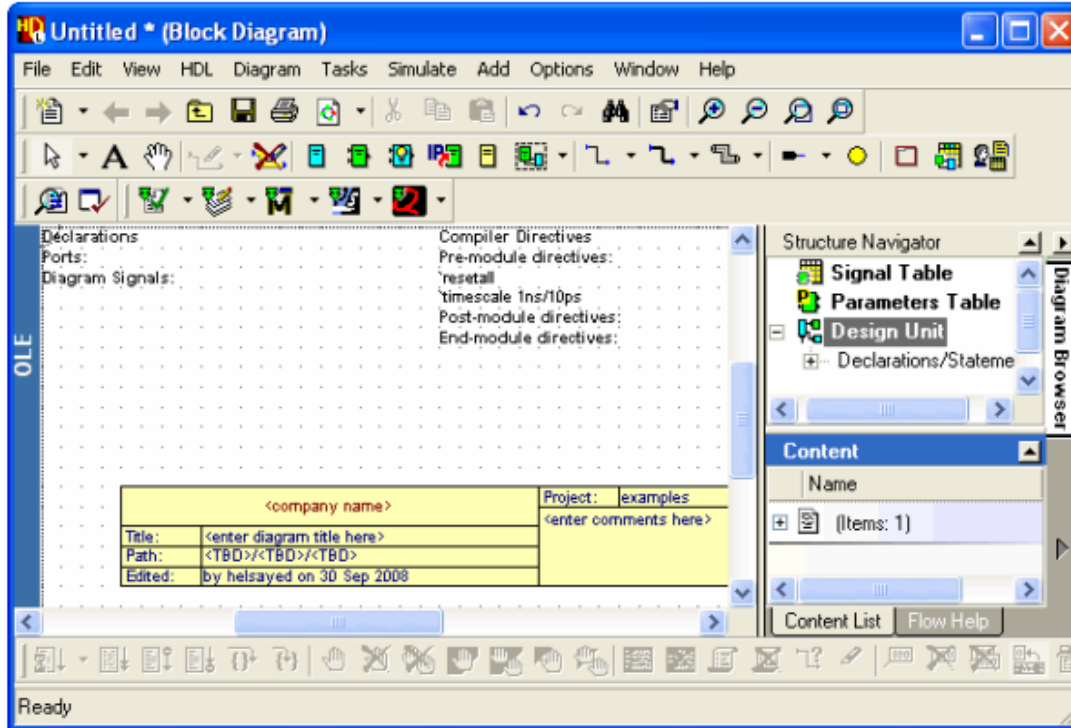 HDL Untitled * (Block Diagram)
File Edit View HDL Diagram Tasks Simulate Add Options Window Help
A IP
OLE
Declarations
Ports:
Diagram Signals:
Compiler Directives
Pre-module directives:
`resetall
`timescale 1ns/10ps
Post-module directives:
End-module directives:
<company name>
Title: <enter diagram title here>
Path: <TBD>/<TBD>/<TBD>
Edited: by helsayed on 30 Sep 2008
Project: examples
<enter comments here>
Structure Navigator
Signal Table
Parameters Table
Design Unit
Declarations/Stateme
Content
Name
(Items: 1)
Content List Flow Help
Diagram Browser
Ready